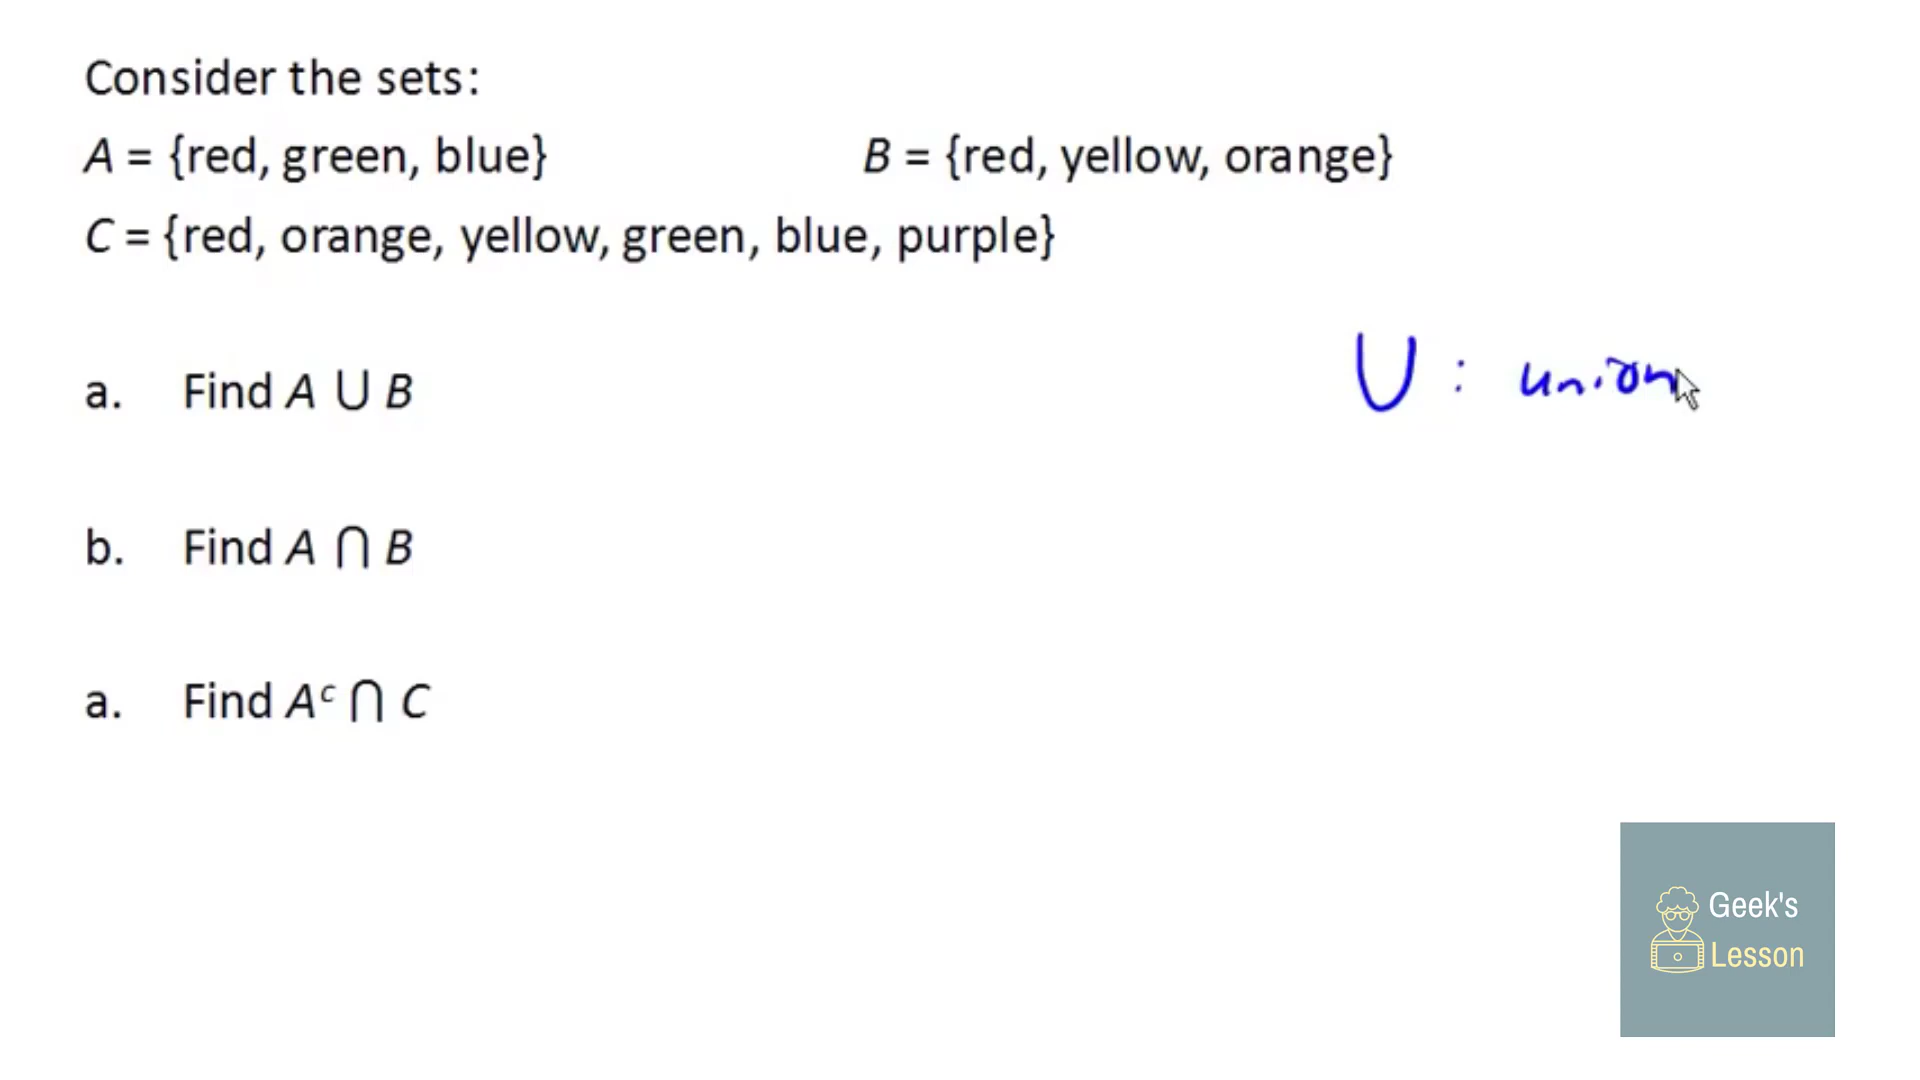 Consider the sets:
A = {red, green, blue} B = {red, yellow, orange}
C = {red, orange, yellow, green, blue, purple}
a. Find A ⋃ B
U : union
b. Find A ⋂ B
a. Find Aᶜ ⋂ C
Geek's
Lesson